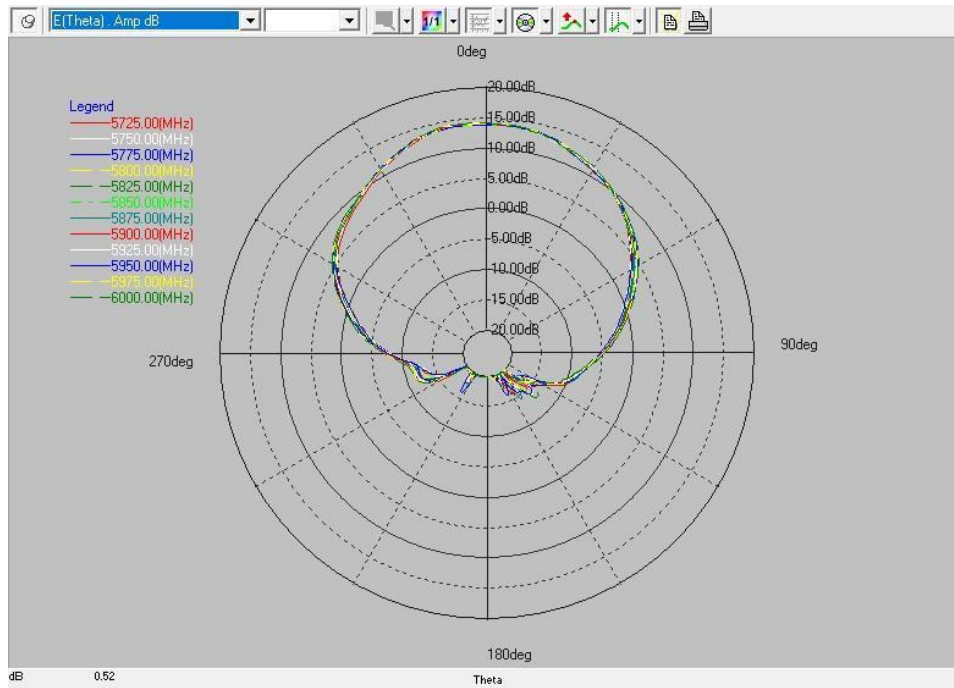 E(Theta) . Amp dB
1/1
0deg
20.00dB
15.00dB
10.00dB
5.00dB
0.00dB
-5.00dB
-10.00dB
-15.00dB
-20.00dB
Legend
5725.00(MHz)
5750.00(MHz)
5775.00(MHz)
5800.00(MHz)
5825.00(MHz)
5850.00(MHz)
5875.00(MHz)
5900.00(MHz)
5925.00(MHz)
5950.00(MHz)
5975.00(MHz)
6000.00(MHz)
270deg
90deg
180deg
dB 0.52 Theta